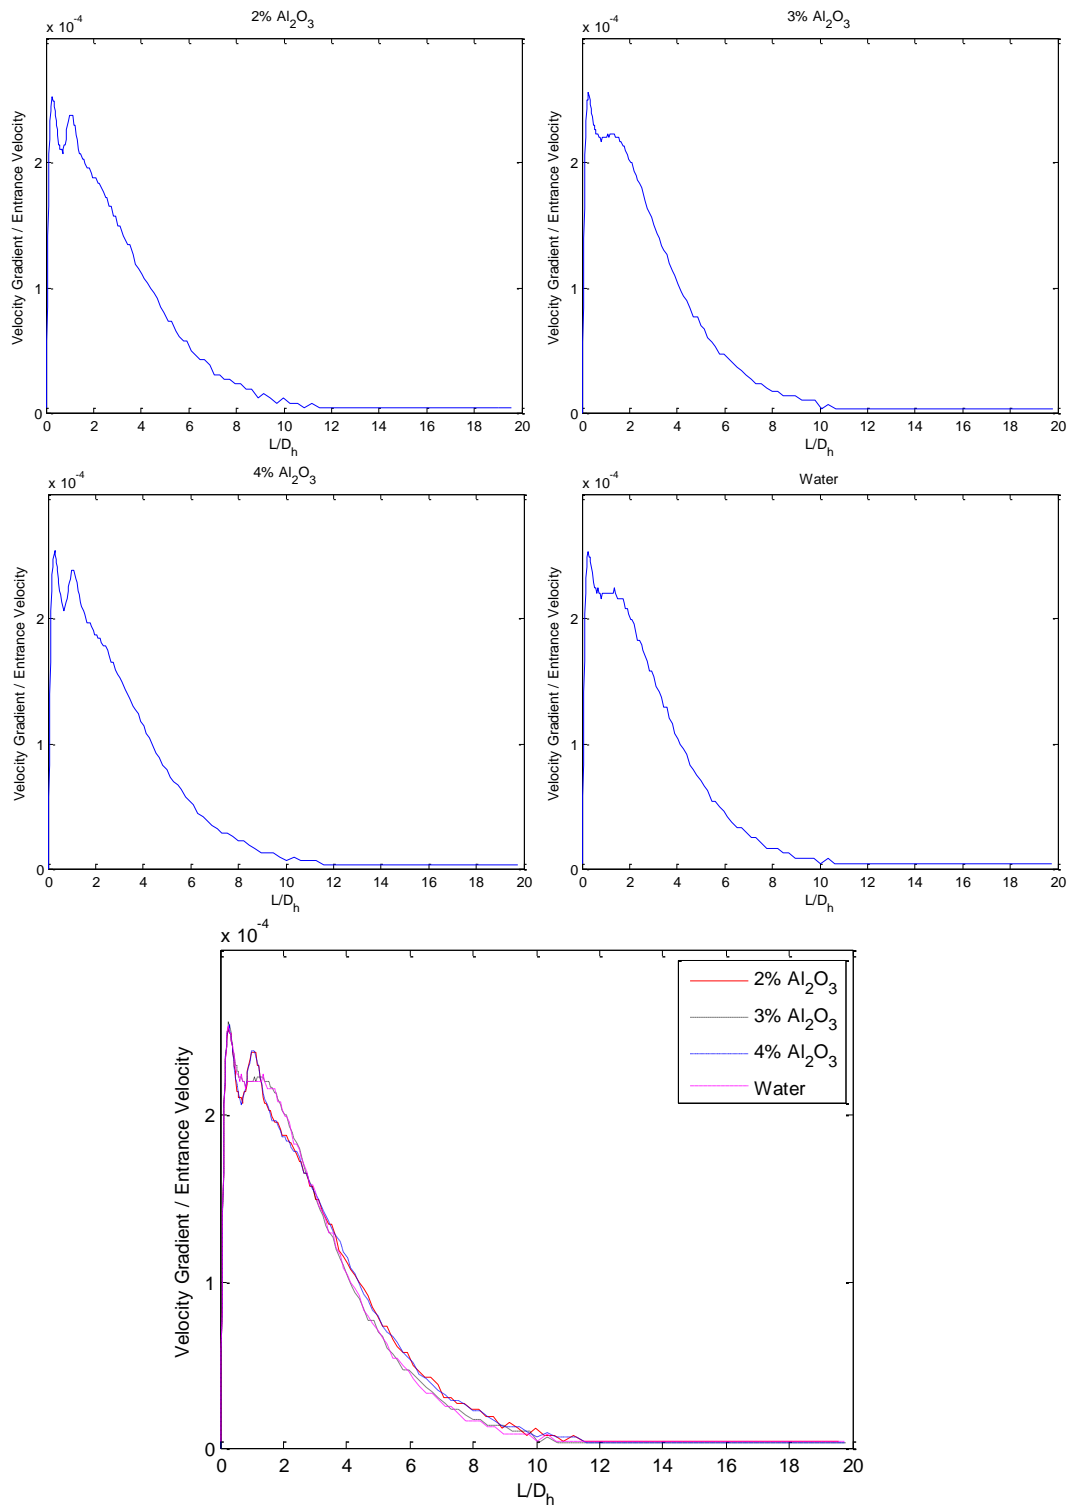 2% Al2O3
x 10-4
Velocity Gradient / Entrance Velocity
2
1
0
0 2 4 6 8 10 12 14 16 18 20
L/Dh
3% Al2O3
x 10-4
Velocity Gradient / Entrance Velocity
2
1
0
0 2 4 6 8 10 12 14 16 18 20
L/Dh
4% Al2O3
x 10-4
Velocity Gradient / Entrance Velocity
2
1
0
0 2 4 6 8 10 12 14 16 18 20
L/Dh
Water
x 10-4
Velocity Gradient / Entrance Velocity
2
1
0
0 2 4 6 8 10 12 14 16 18 20
L/Dh
x 10-4
Velocity Gradient / Entrance Velocity
2% Al2O3
3% Al2O3
4% Al2O3
Water
2
1
0
0 2 4 6 8 10 12 14 16 18 20
L/Dh